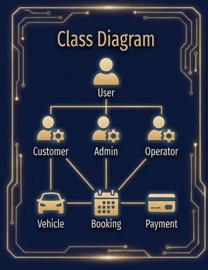 Class Diagram
User
Customer Admin Operator
Vehicle Booking Payment